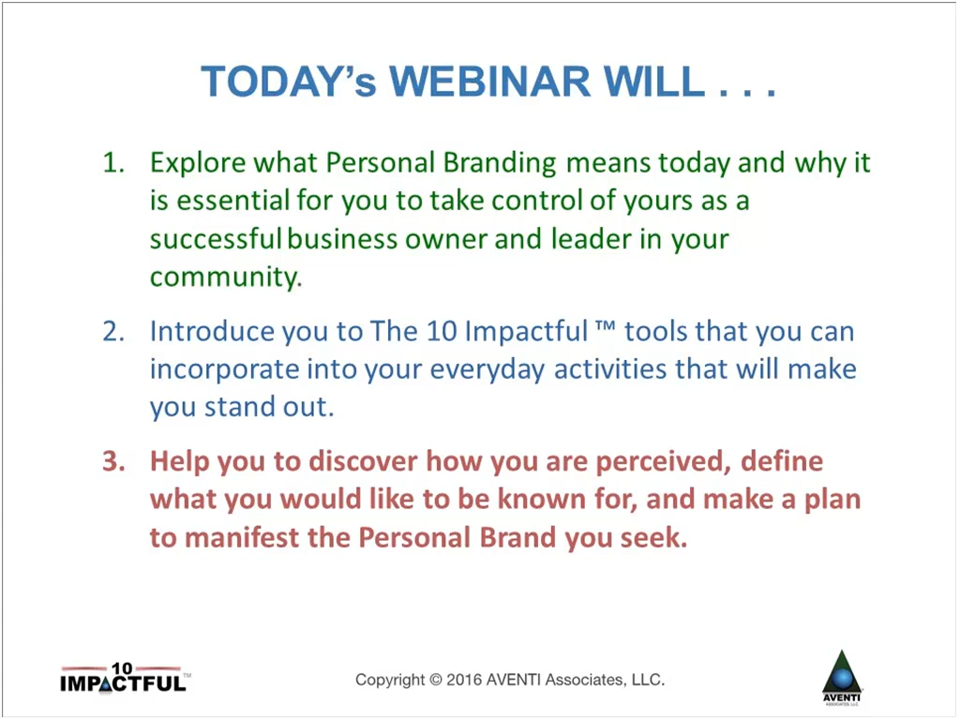 TODAY's WEBINAR WILL . . .
1. Explore what Personal Branding means today and why it
is essential for you to take control of yours as a
successful business owner and leader in your
community.
2. Introduce you to The 10 Impactful ™ tools that you can
incorporate into your everyday activities that will make
you stand out.
3. Help you to discover how you are perceived, define
what you would like to be known for, and make a plan
to manifest the Personal Brand you seek.
10
IMPACTFUL™
Copyright © 2016 AVENTI Associates, LLC.
AVENTI
ASSOCIATES, LLC